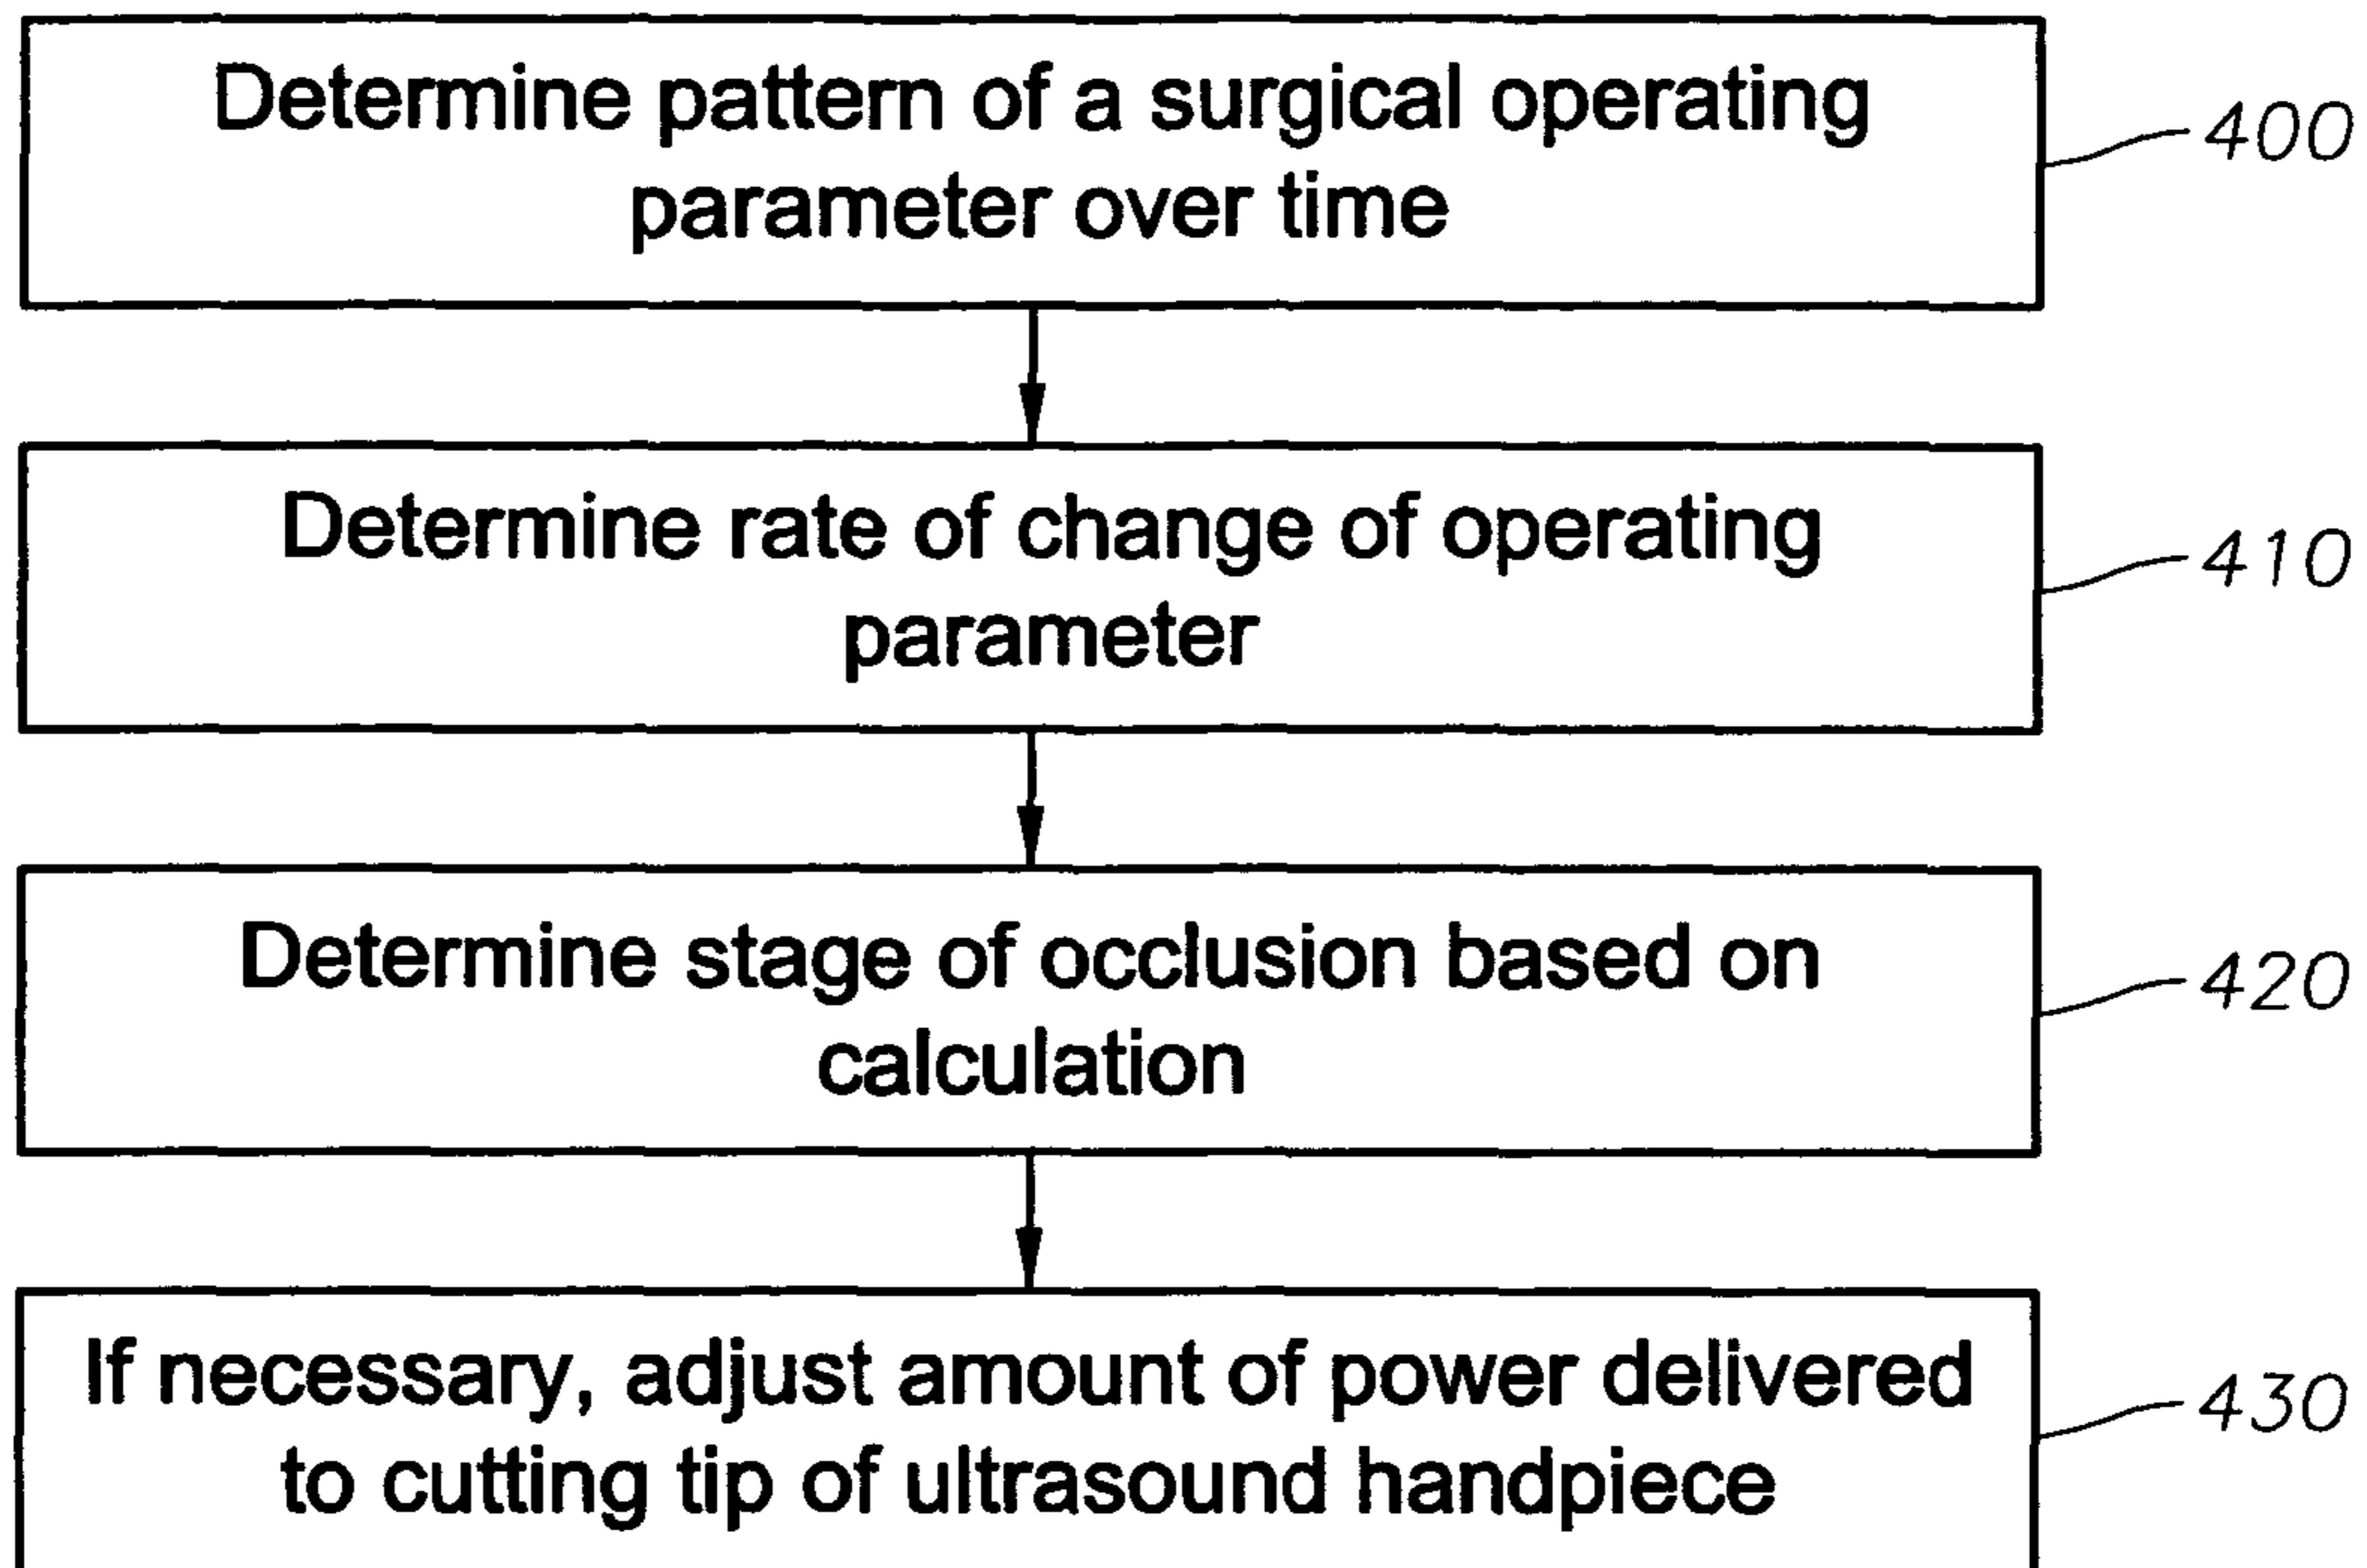 Determine pattern of a surgical operating
parameter over time
400
Determine rate of change of operating
parameter
410
Determine stage of occlusion based on
calculation
420
If necessary, adjust amount of power delivered
to cutting tip of ultrasound handpiece
430